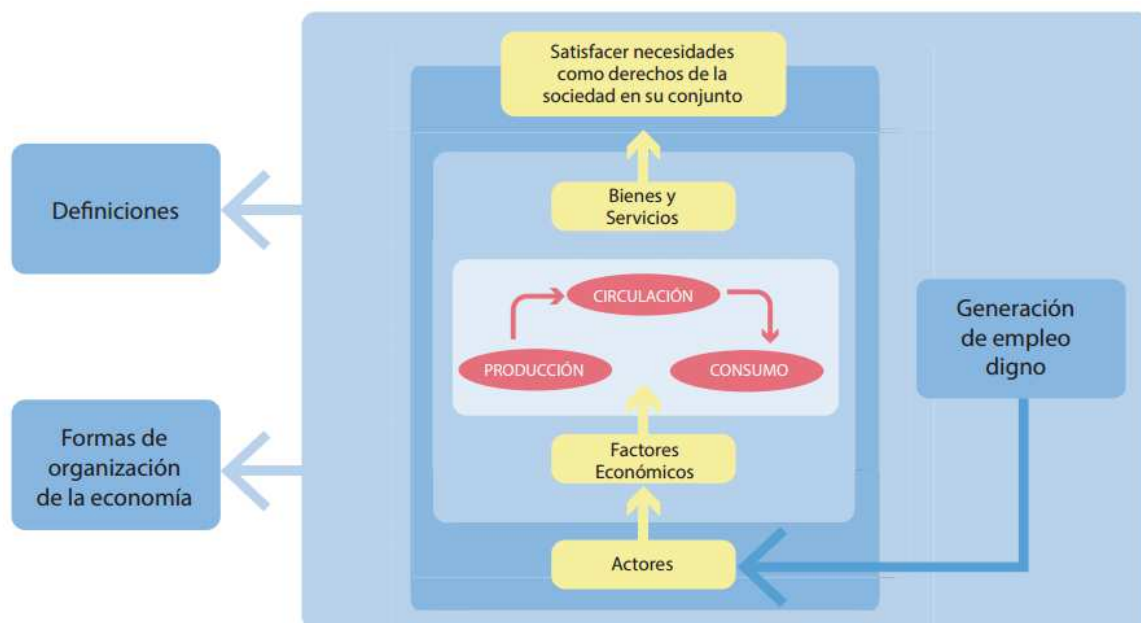 Satisfacer necesidades
como derechos de la
sociedad en su conjunto
Definiciones
Bienes y
Servicios
CIRCULACIÓN
PRODUCCIÓN
CONSUMO
Generación
de empleo
digno
Formas de
organización
de la economía
Factores
Económicos
Actores